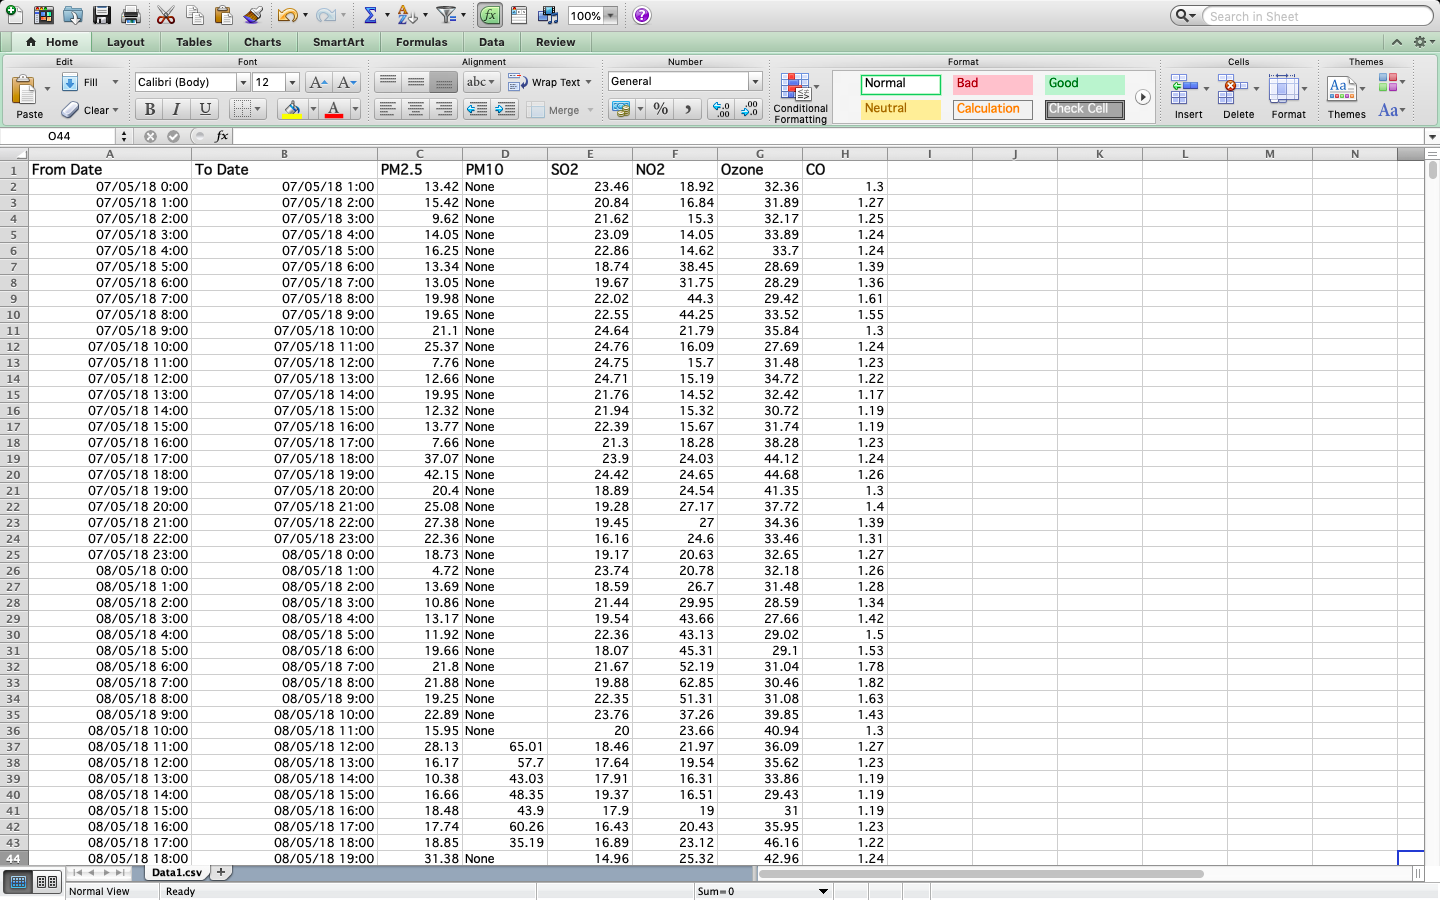 100%
Search in Sheet
Home Layout Tables Charts SmartArt Formulas Data Review
Edit Font Alignment Number Format Cells Themes
Fill Calibri (Body) 12 A A abc Wrap Text General Normal Bad Good
Paste Clear B I U A Merge % Conditional Formatting Neutral Calculation Check Cell Insert Delete Format Themes Aa
O44 fx
A B C D E F G H I J K L M N
1 From Date To Date PM2.5 PM10 SO2 NO2 Ozone CO
2 07/05/18 0:00 07/05/18 1:00 13.42 None 23.46 18.92 32.36 1.3
3 07/05/18 1:00 07/05/18 2:00 15.42 None 20.84 16.84 31.89 1.27
4 07/05/18 2:00 07/05/18 3:00 9.62 None 21.62 15.3 32.17 1.25
5 07/05/18 3:00 07/05/18 4:00 14.05 None 23.09 14.05 33.89 1.24
6 07/05/18 4:00 07/05/18 5:00 16.25 None 22.86 14.62 33.7 1.24
7 07/05/18 5:00 07/05/18 6:00 13.34 None 18.74 38.45 28.69 1.39
8 07/05/18 6:00 07/05/18 7:00 13.05 None 19.67 31.75 28.29 1.36
9 07/05/18 7:00 07/05/18 8:00 19.98 None 22.02 44.3 29.42 1.61
10 07/05/18 8:00 07/05/18 9:00 19.65 None 22.55 44.25 33.52 1.55
11 07/05/18 9:00 07/05/18 10:00 21.1 None 24.64 21.79 35.84 1.3
12 07/05/18 10:00 07/05/18 11:00 25.37 None 24.76 16.09 27.69 1.24
13 07/05/18 11:00 07/05/18 12:00 7.76 None 24.75 15.7 31.48 1.23
14 07/05/18 12:00 07/05/18 13:00 12.66 None 24.71 15.19 34.72 1.22
15 07/05/18 13:00 07/05/18 14:00 19.95 None 21.76 14.52 32.42 1.17
16 07/05/18 14:00 07/05/18 15:00 12.32 None 21.94 15.32 30.72 1.19
17 07/05/18 15:00 07/05/18 16:00 13.77 None 22.39 15.67 31.74 1.19
18 07/05/18 16:00 07/05/18 17:00 7.66 None 21.3 18.28 38.28 1.23
19 07/05/18 17:00 07/05/18 18:00 37.07 None 23.9 24.03 44.12 1.24
20 07/05/18 18:00 07/05/18 19:00 42.15 None 24.42 24.65 44.68 1.26
21 07/05/18 19:00 07/05/18 20:00 20.4 None 18.89 24.54 41.35 1.3
22 07/05/18 20:00 07/05/18 21:00 25.08 None 19.28 27.17 37.72 1.4
23 07/05/18 21:00 07/05/18 22:00 27.38 None 19.45 27 34.36 1.39
24 07/05/18 22:00 07/05/18 23:00 22.36 None 16.16 24.6 33.46 1.31
25 07/05/18 23:00 08/05/18 0:00 18.73 None 19.17 20.63 32.65 1.27
26 08/05/18 0:00 08/05/18 1:00 4.72 None 23.74 20.78 32.18 1.26
27 08/05/18 1:00 08/05/18 2:00 13.69 None 18.59 26.7 31.48 1.28
28 08/05/18 2:00 08/05/18 3:00 10.86 None 21.44 29.95 28.59 1.34
29 08/05/18 3:00 08/05/18 4:00 13.17 None 19.54 43.66 27.66 1.42
30 08/05/18 4:00 08/05/18 5:00 11.92 None 22.36 43.13 29.02 1.5
31 08/05/18 5:00 08/05/18 6:00 19.66 None 18.07 45.31 29.1 1.53
32 08/05/18 6:00 08/05/18 7:00 21.8 None 21.67 52.19 31.04 1.78
33 08/05/18 7:00 08/05/18 8:00 21.88 None 19.88 62.85 30.46 1.82
34 08/05/18 8:00 08/05/18 9:00 19.25 None 22.35 51.31 31.08 1.63
35 08/05/18 9:00 08/05/18 10:00 22.89 None 23.76 37.26 39.85 1.43
36 08/05/18 10:00 08/05/18 11:00 15.95 None 20 23.66 40.94 1.3
37 08/05/18 11:00 08/05/18 12:00 28.13 65.01 18.46 21.97 36.09 1.27
38 08/05/18 12:00 08/05/18 13:00 16.17 57.7 17.64 19.54 35.62 1.23
39 08/05/18 13:00 08/05/18 14:00 10.38 43.03 17.91 16.31 33.86 1.19
40 08/05/18 14:00 08/05/18 15:00 16.66 48.35 19.37 16.51 29.43 1.19
41 08/05/18 15:00 08/05/18 16:00 18.48 43.9 17.9 19 31 1.19
42 08/05/18 16:00 08/05/18 17:00 17.74 60.26 16.43 20.43 35.95 1.23
43 08/05/18 17:00 08/05/18 18:00 18.85 35.19 16.89 23.12 46.16 1.22
44 08/05/18 18:00 08/05/18 19:00 31.38 None 14.96 25.32 42.96 1.24
Data1.csv
Normal View Ready Sum=0